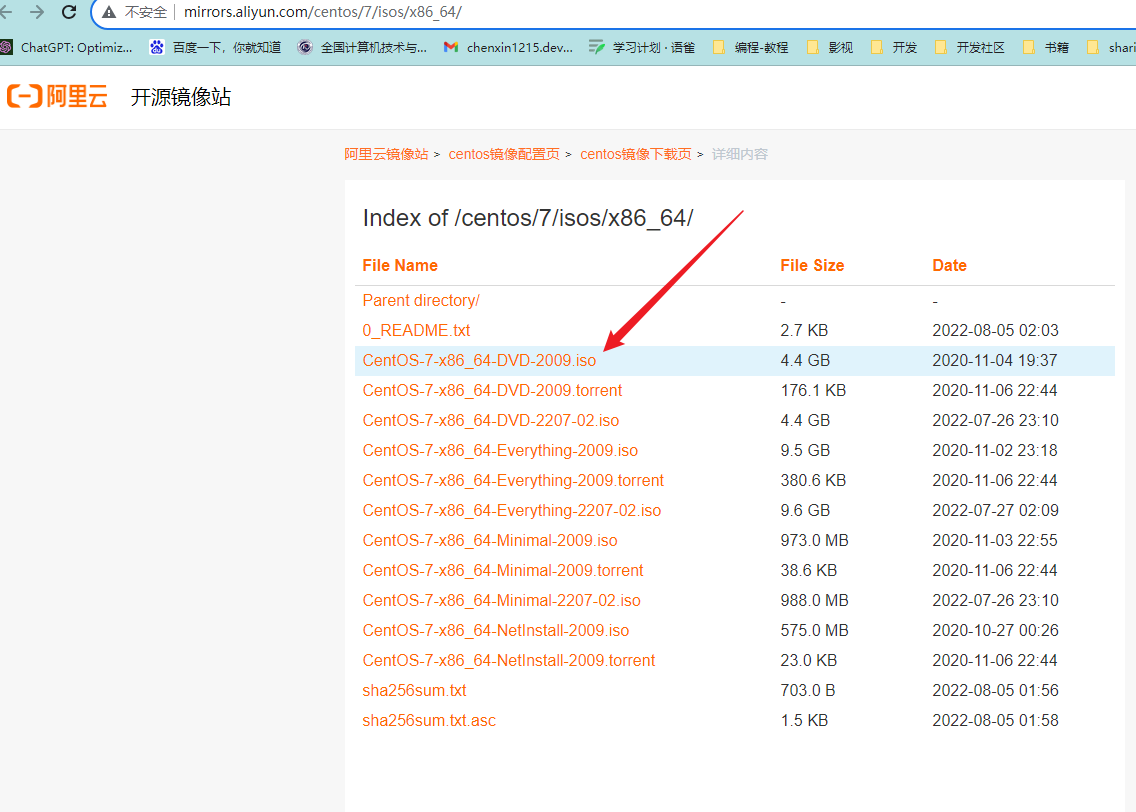 不安全 mirrors.aliyun.com/centos/7/isos/x86_64/
ChatGPT: Optimiz... 百度一下，你就知道 全国计算机技术与... chenxin1215.dev... 学习计划 · 语雀 编程-教程 影视 开发 开发社区 书籍 shari
阿里云 开源镜像站
阿里云镜像站 > centos镜像配置页 > centos镜像下载页 > 详细内容
Index of /centos/7/isos/x86_64/
File Name File Size Date
Parent directory/ - -
0_README.txt 2.7 KB 2022-08-05 02:03
CentOS-7-x86_64-DVD-2009.iso 4.4 GB 2020-11-04 19:37
CentOS-7-x86_64-DVD-2009.torrent 176.1 KB 2020-11-06 22:44
CentOS-7-x86_64-DVD-2207-02.iso 4.4 GB 2022-07-26 23:10
CentOS-7-x86_64-Everything-2009.iso 9.5 GB 2020-11-02 23:18
CentOS-7-x86_64-Everything-2009.torrent 380.6 KB 2020-11-06 22:44
CentOS-7-x86_64-Everything-2207-02.iso 9.6 GB 2022-07-27 02:09
CentOS-7-x86_64-Minimal-2009.iso 973.0 MB 2020-11-03 22:55
CentOS-7-x86_64-Minimal-2009.torrent 38.6 KB 2020-11-06 22:44
CentOS-7-x86_64-Minimal-2207-02.iso 988.0 MB 2022-07-26 23:10
CentOS-7-x86_64-NetInstall-2009.iso 575.0 MB 2020-10-27 00:26
CentOS-7-x86_64-NetInstall-2009.torrent 23.0 KB 2020-11-06 22:44
sha256sum.txt 703.0 B 2022-08-05 01:56
sha256sum.txt.asc 1.5 KB 2022-08-05 01:58